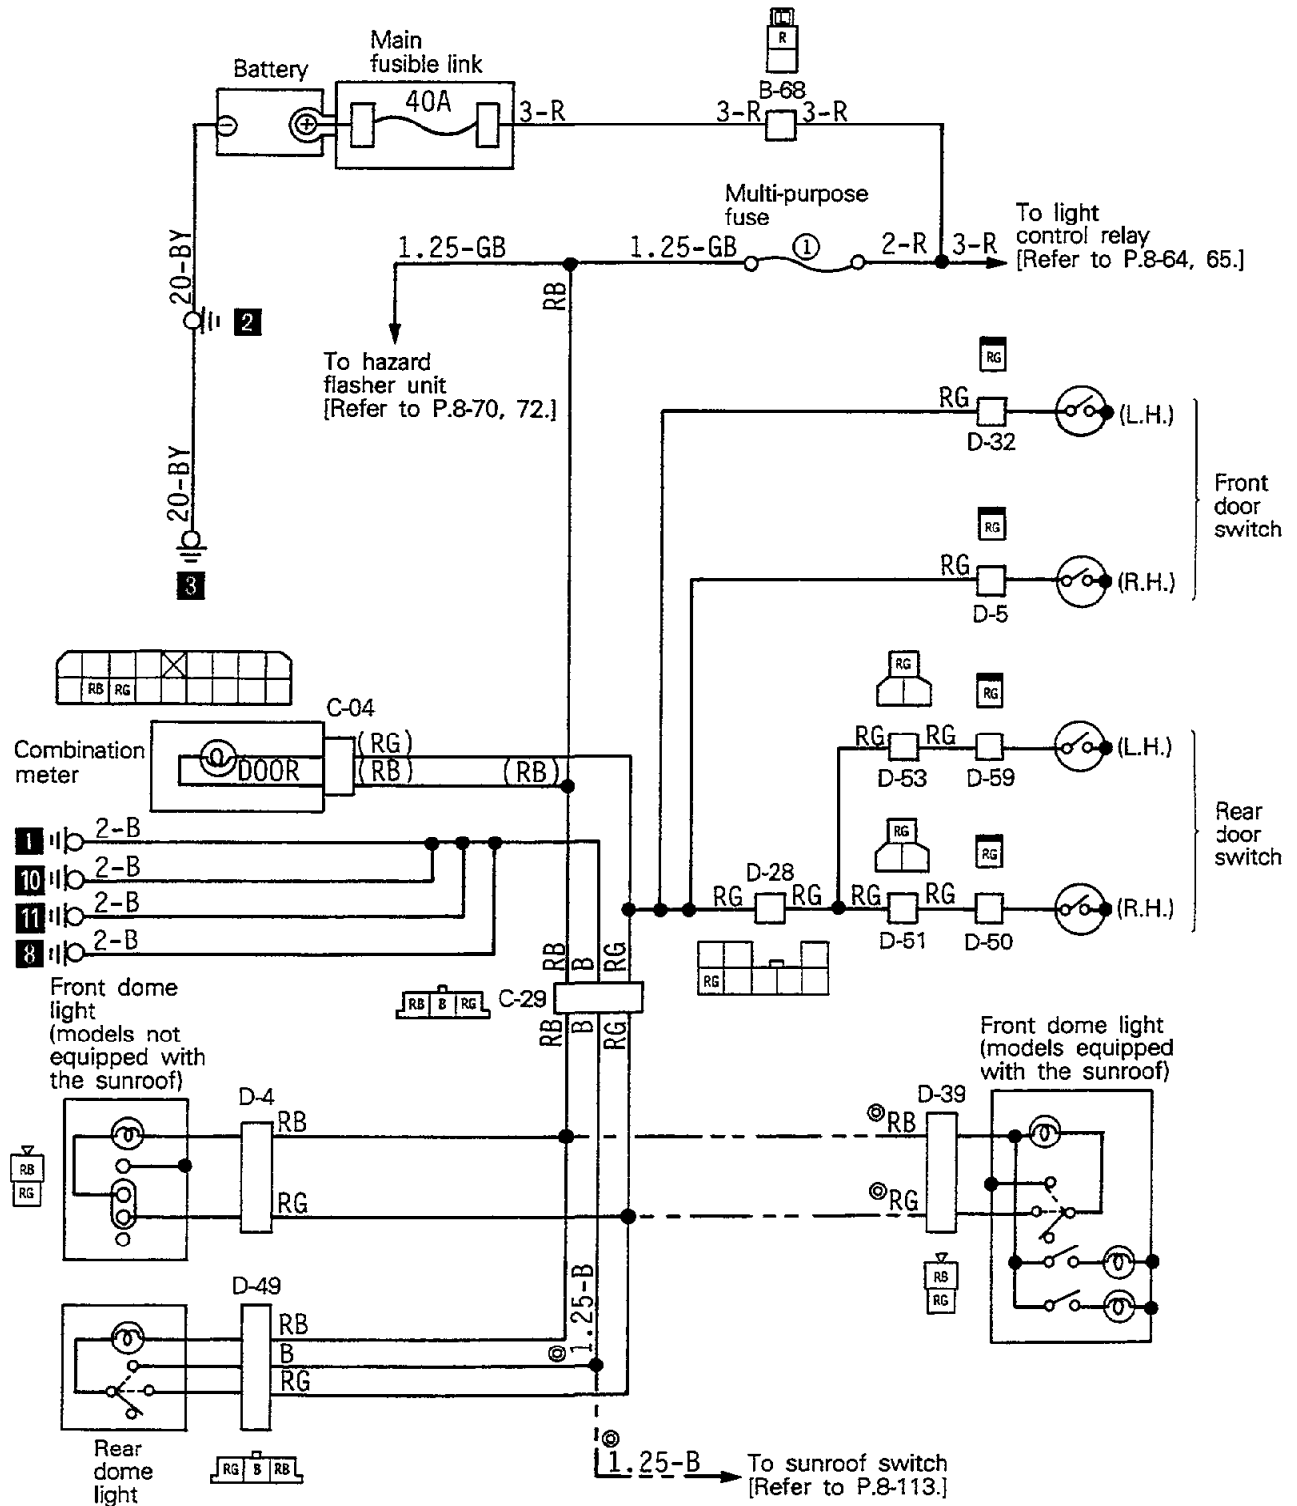 L
R
Main
fusible link
Battery
40A
B-68
3-R
3-R
3-R
Multi-purpose
fuse
20-BY
1.25-GB
1.25-GB
①
2-R
3-R
To light
control relay
[Refer to P.8-64, 65.]
RB
2
To hazard
flasher unit
[Refer to P.8-70, 72.]
RG
RG
D-32
(L.H.)
20-BY
3
Front
door
switch
RG
RG
D-5
(R.H.)
RB
RG
C-04
Combination
meter
DOOR
(RG)
(RB)
(RB)
RG
RG
RG
RG
D-53
D-59
(L.H.)
Rear
door
switch
1
2-B
10
2-B
11
2-B
8
2-B
RG
RG
D-28
RG
RG
RG
RG
D-51
D-50
(R.H.)
RG
RB
B
RG
RB
B
RG
C-29
RB
B
RG
Front dome
light
(models not
equipped with
the sunroof)
Front dome light
(models equipped
with the sunroof)
D-4
RB
D-39
RB
RB
RG
RG
RG
RB
RG
D-49
1.25-B
RB
B
RG
Rear
dome
light
RG
B
RB
1.25-B
To sunroof switch
[Refer to P.8-113.]